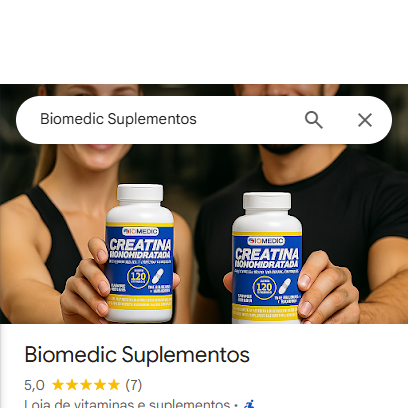 Biomedic Suplementos
BIOMEDIC
CREATINA
MONOHIDRATADA
120
BIOMEDIC
CREATINA
MONOHIDRATADA
120
Biomedic Suplementos
5,0 (7)
Loja de vitaminas e suplementos ·